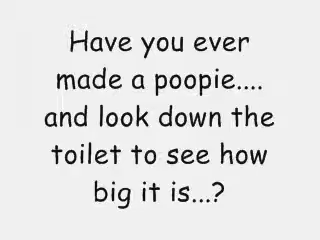 Have you ever
made a poopie....
and look down the
toilet to see how
big it is...?